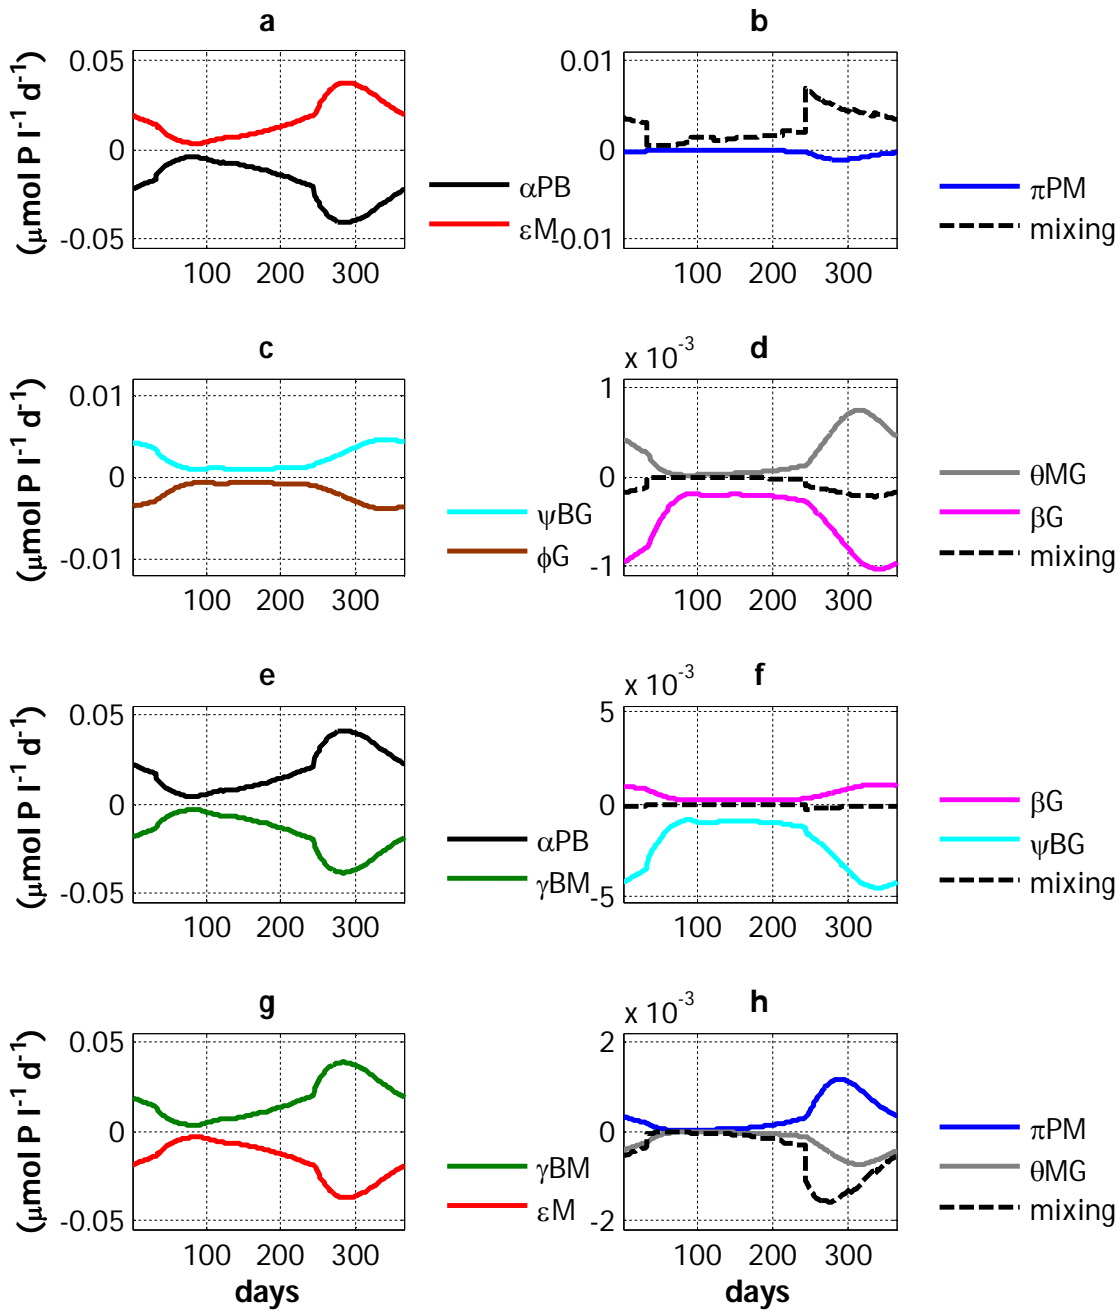 a
b
(μmol P l⁻¹ d⁻¹)
0.05
0
-0.05
100 200 300
αPB
εM
0.01
0
-0.01
100 200 300
πPM
mixing
c
x 10⁻³
d
(μmol P l⁻¹ d⁻¹)
0.01
0
-0.01
100 200 300
ψBG
ϕG
1
0
-1
100 200 300
θMG
βG
mixing
e
x 10⁻³
f
(μmol P l⁻¹ d⁻¹)
0.05
0
-0.05
100 200 300
αPB
γBM
5
0
-5
100 200 300
βG
ψBG
mixing
g
x 10⁻³
h
(μmol P l⁻¹ d⁻¹)
0.05
0
-0.05
100 200 300
days
γBM
εM
2
0
-2
100 200 300
days
πPM
θMG
mixing